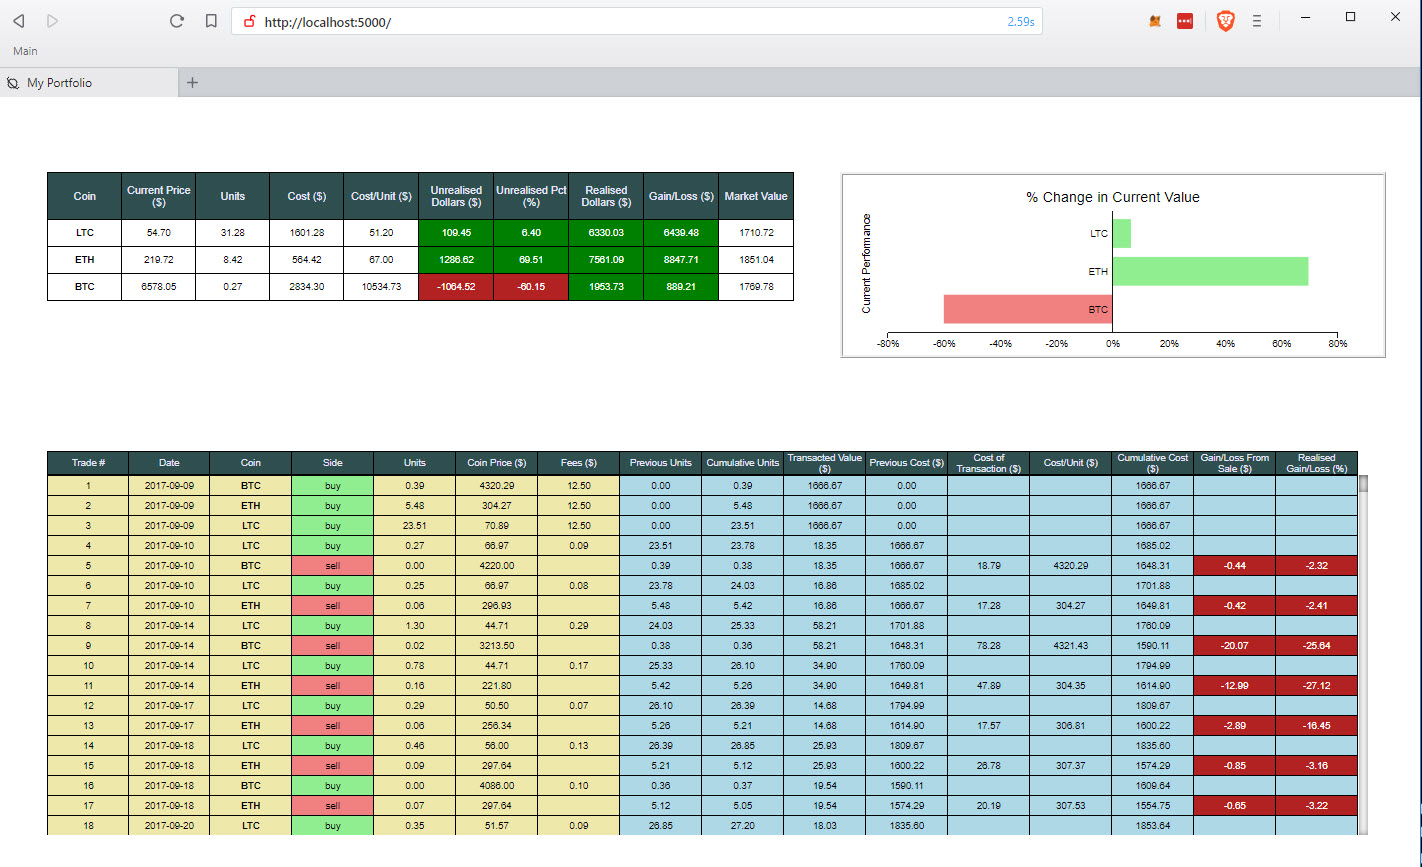 http://localhost:5000/ 2.59s
Main
My Portfolio
Coin Current Price ($) Units Cost ($) Cost/Unit ($) Unrealised Dollars ($) Unrealised Pct (%) Realised Dollars ($) Gain/Loss ($) Market Value
LTC 54.70 31.28 1601.28 51.20 109.45 6.40 6330.03 6439.48 1710.72
ETH 219.72 8.42 564.42 67.00 1286.62 69.51 7561.09 8847.71 1851.04
BTC 6578.05 0.27 2834.30 10534.73 -1064.52 -60.15 1953.73 889.21 1769.78
% Change in Current Value
Current Performance
LTC
ETH
BTC
-80% -60% -40% -20% 0% 20% 40% 60% 80%
Trade # Date Coin Side Units Coin Price ($) Fees ($) Previous Units Cumulative Units Transacted Value ($) Previous Cost ($) Cost of Transaction ($) Cost/Unit ($) Cumulative Cost ($) Gain/Loss From Sale ($) Realised Gain/Loss (%)
1 2017-09-09 BTC buy 0.39 4320.29 12.50 0.00 0.39 1666.67 0.00 1666.67
2 2017-09-09 ETH buy 5.48 304.27 12.50 0.00 5.48 1666.67 0.00 1666.67
3 2017-09-09 LTC buy 23.51 70.89 12.50 0.00 23.51 1666.67 0.00 1666.67
4 2017-09-10 LTC buy 0.27 66.97 0.09 23.51 23.78 18.35 1666.67 1685.02
5 2017-09-10 BTC sell 0.00 4220.00 0.39 0.38 18.35 1666.67 18.79 4320.29 1648.31 -0.44 -2.32
6 2017-09-10 LTC buy 0.25 66.97 0.08 23.78 24.03 16.86 1685.02 1701.88
7 2017-09-10 ETH sell 0.06 296.93 5.48 5.42 16.86 1666.67 17.28 304.27 1649.81 -0.42 -2.41
8 2017-09-14 LTC buy 1.30 44.71 0.29 24.03 25.33 58.21 1701.88 1760.09
9 2017-09-14 BTC sell 0.02 3213.50 0.38 0.36 58.21 1648.31 78.28 4321.43 1590.11 -20.07 -25.64
10 2017-09-14 LTC buy 0.78 44.71 0.17 25.33 26.10 34.90 1760.09 1794.99
11 2017-09-14 ETH sell 0.16 221.80 5.42 5.26 34.90 1649.81 47.89 304.35 1614.90 -12.99 -27.12
12 2017-09-17 LTC buy 0.29 50.50 0.07 26.10 26.39 14.68 1794.99 1809.67
13 2017-09-17 ETH sell 0.06 256.34 5.26 5.21 14.68 1614.90 17.57 306.81 1600.22 -2.89 -16.45
14 2017-09-18 LTC buy 0.46 56.00 0.13 26.39 26.85 25.93 1809.67 1835.60
15 2017-09-18 ETH sell 0.09 297.64 5.21 5.12 25.93 1600.22 26.78 307.37 1574.29 -0.85 -3.16
16 2017-09-18 BTC buy 0.00 4086.00 0.10 0.36 0.37 19.54 1590.11 1609.64
17 2017-09-18 ETH sell 0.07 297.64 5.12 5.05 19.54 1574.29 20.19 307.53 1554.75 -0.65 -3.22
18 2017-09-20 LTC buy 0.35 51.57 0.09 26.85 27.20 18.03 1835.60 1853.64